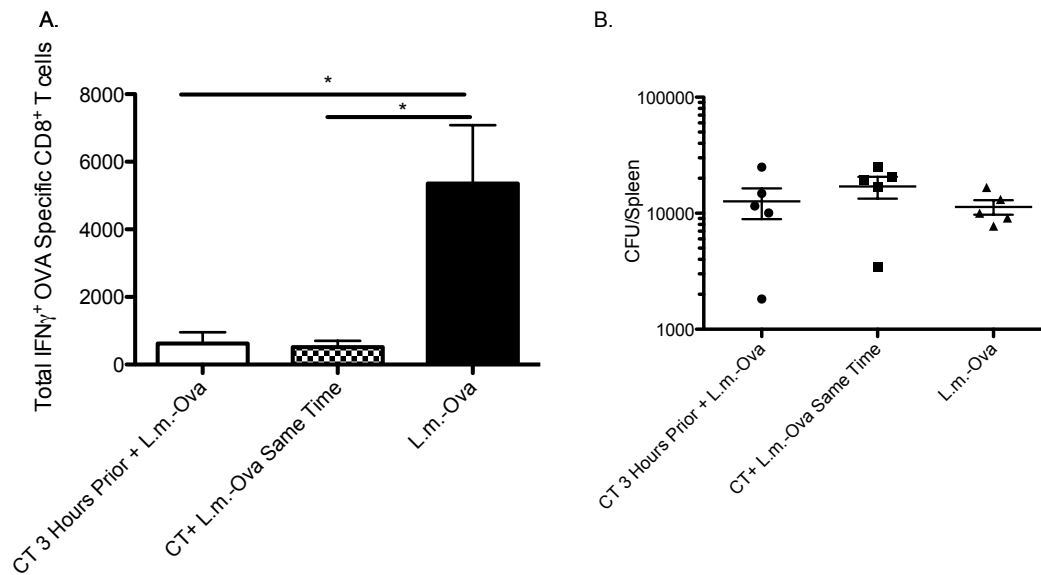 A.
Total IFNγ⁺ OVA Specific CD8⁺ T cells
8000
6000
4000
2000
0
*
*
CT 3 Hours Prior + L.m.-Ova
CT+ L.m.-Ova Same Time
L.m.-Ova
B.
CFU/Spleen
100000
10000
1000
CT 3 Hours Prior + L.m.-Ova
CT+ L.m.-Ova Same Time
L.m.-Ova